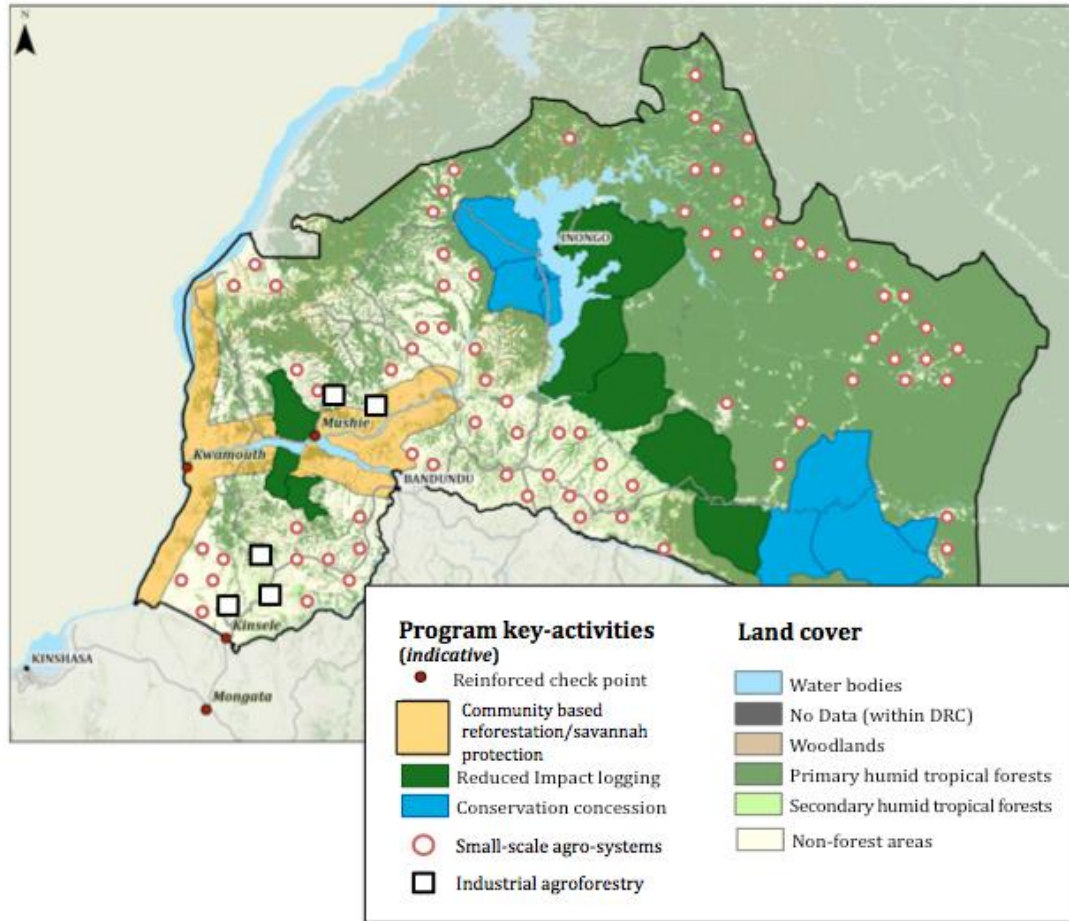 N
INONGO
Mushie
Kwamouth
BANDUNDU
Kinsele
KINSHASA
Mongata
Program key-activities
(indicative)
Reinforced check point
Community based
reforestation/savannah
protection
Reduced Impact logging
Conservation concession
Small-scale agro-systems
Industrial agroforestry
Land cover
Water bodies
No Data (within DRC)
Woodlands
Primary humid tropical forests
Secondary humid tropical forests
Non-forest areas